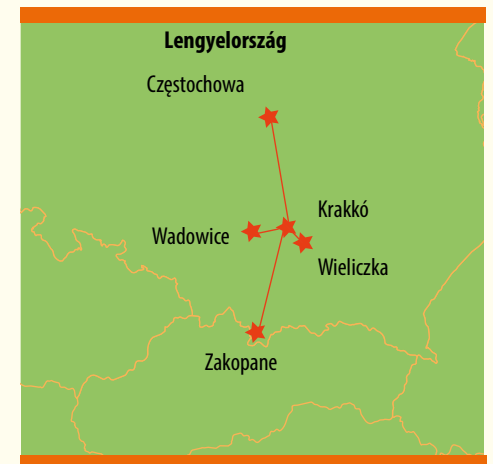 Lengyelország
Częstochowa
Krakkó
Wadowice
Wieliczka
Zakopane